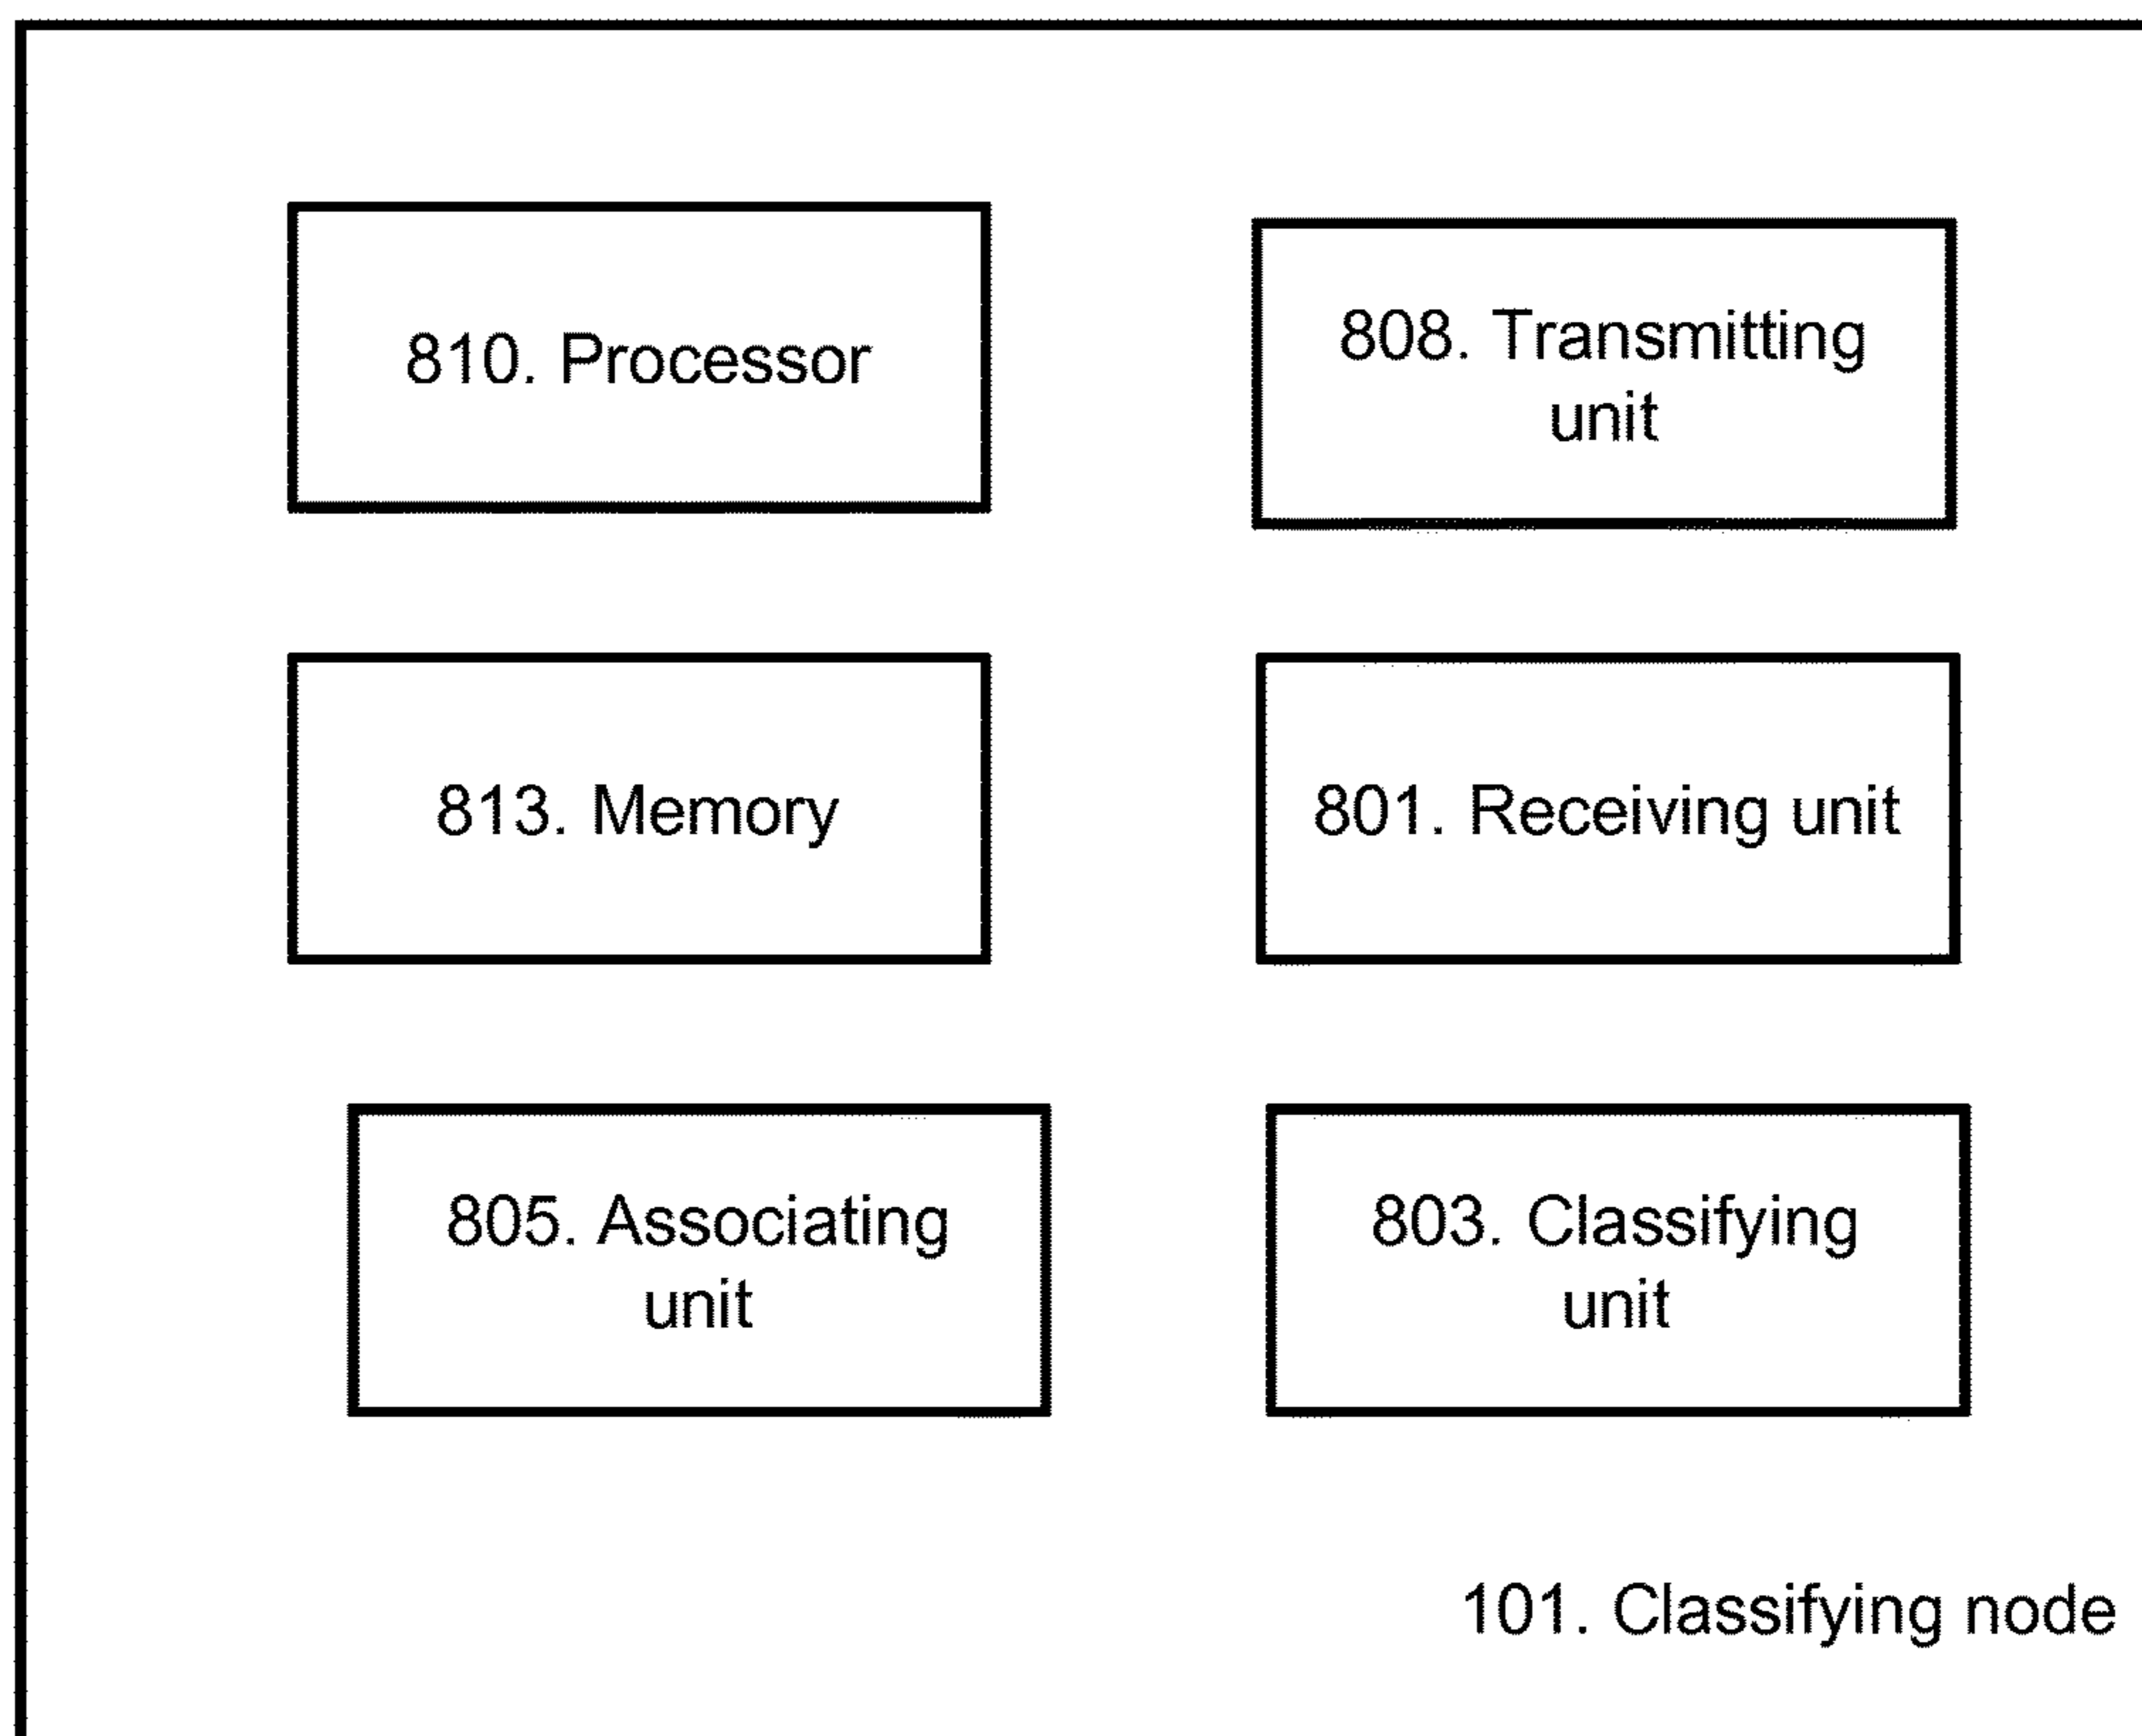 810. Processor
808. Transmitting
unit
813. Memory
801. Receiving unit
805. Associating
unit
803. Classifying
unit
101. Classifying node